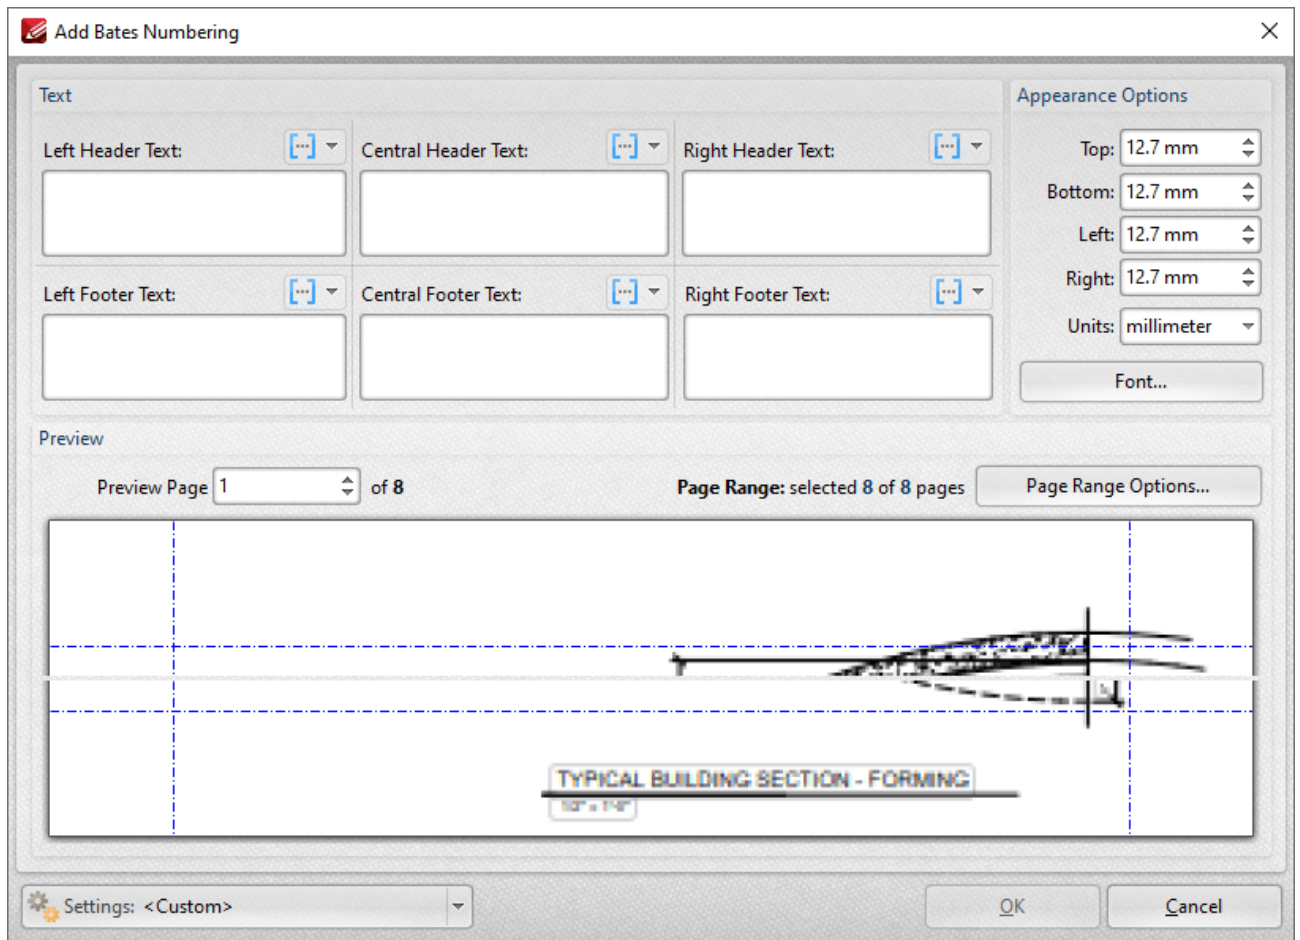 Add Bates Numbering
Text
Appearance Options
Left Header Text:
Central Header Text:
Right Header Text:
Top: 12.7 mm
Bottom: 12.7 mm
Left: 12.7 mm
Right: 12.7 mm
Left Footer Text:
Central Footer Text:
Right Footer Text:
Units: millimeter
Font...
Preview
Preview Page 1 of 8
Page Range: selected 8 of 8 pages
Page Range Options...
TYPICAL BUILDING SECTION - FORMING
Settings: <Custom>
OK
Cancel